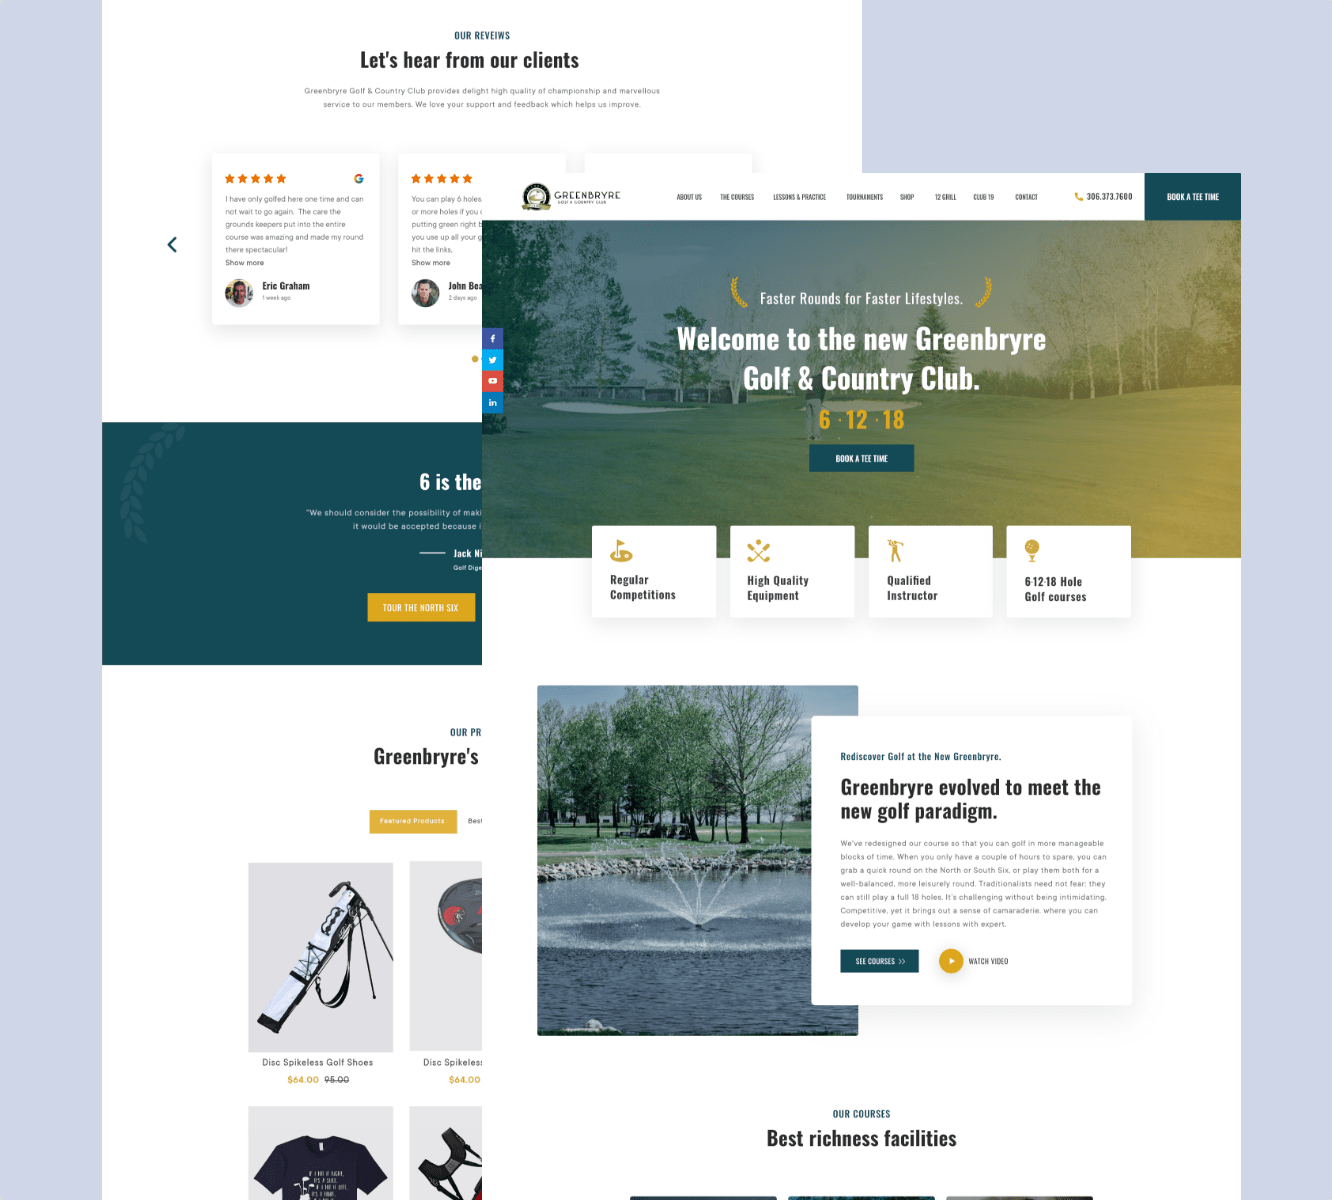 OUR REVEIWS
Let's hear from our clients
Greenbryre Golf & Country Club provides delight high quality of championship and marvellous
service to our members. We love your support and feedback which helps us improve.
I have only golfed here one time and can
not wait to go again. The care the
grounds keepers put into the entire
course was amazing and made my round
there spectacular!
Show more
Eric Graham
1 week ago
You can play 6 holes
or more holes if you
putting green right
you use up all your
hit the links.
Show more
John Bea
2 days ago
6 is the
"We should consider the possibility of maki
it would be accepted because i
Jack Ni
Golf Dige
TOUR THE NORTH SIX
OUR PR
Greenbryre's
Featured Products
Best
Disc Spikeless Golf Shoes
$64.00 95.00
Disc Spikeless
$64.00
IF I HIT IT RIGHT,
IT'S A SLICE.
IF I HIT IT LEFT,
IT'S A HOOK.
GREENBRYRE
GOLF & COUNTRY CLUB
ABOUT US
THE COURSES
LESSONS & PRACTICE
TOURNAMENTS
SHOP
12 GRILL
CLUB 19
CONTACT
306.373.7600
BOOK A TEE TIME
Faster Rounds for Faster Lifestyles.
Welcome to the new Greenbryre
Golf & Country Club.
6 · 12 · 18
BOOK A TEE TIME
f
in
Regular
Competitions
High Quality
Equipment
Qualified
Instructor
6·12·18 Hole
Golf courses
Rediscover Golf at the New Greenbryre.
Greenbryre evolved to meet the
new golf paradigm.
We've redesigned our course so that you can golf in more manageable
blocks of time. When you only have a couple of hours to spare, you can
grab a quick round on the North or South Six, or play them both for a
well-balanced, more leisurely round. Traditionalists need not fear; they
can still play a full 18 holes. It's challenging without being intimidating.
Competitive, yet it brings out a sense of camaraderie. where you can
develop your game with lessons with expert.
SEE COURSES >>
WATCH VIDEO
OUR COURSES
Best richness facilities